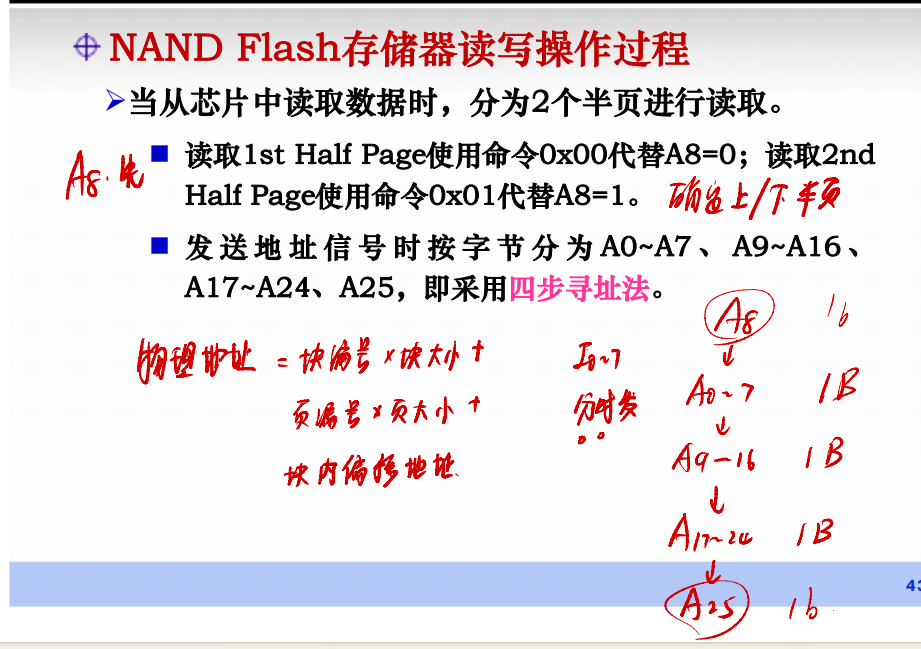 NAND Flash存储器读写操作过程
当从芯片中读取数据时，分为2个半页进行读取。
读取1st Half Page使用命令0x00代替A8=0；读取2nd
Half Page使用命令0x01代替A8=1。
A8.先
确定上/下半页
发送地址信号时按字节分为A0~A7、A9~A16、
A17~A24、A25，即采用四步寻址法。
物理地址 = 块编号×块大小+
页编号×页大小+
块内偏移地址.
I0~7
分时发
A8 1b
↓
A0~7 1B
↓
A9-16 1B
↓
A17~24 1B
↓
A25 1b.
43